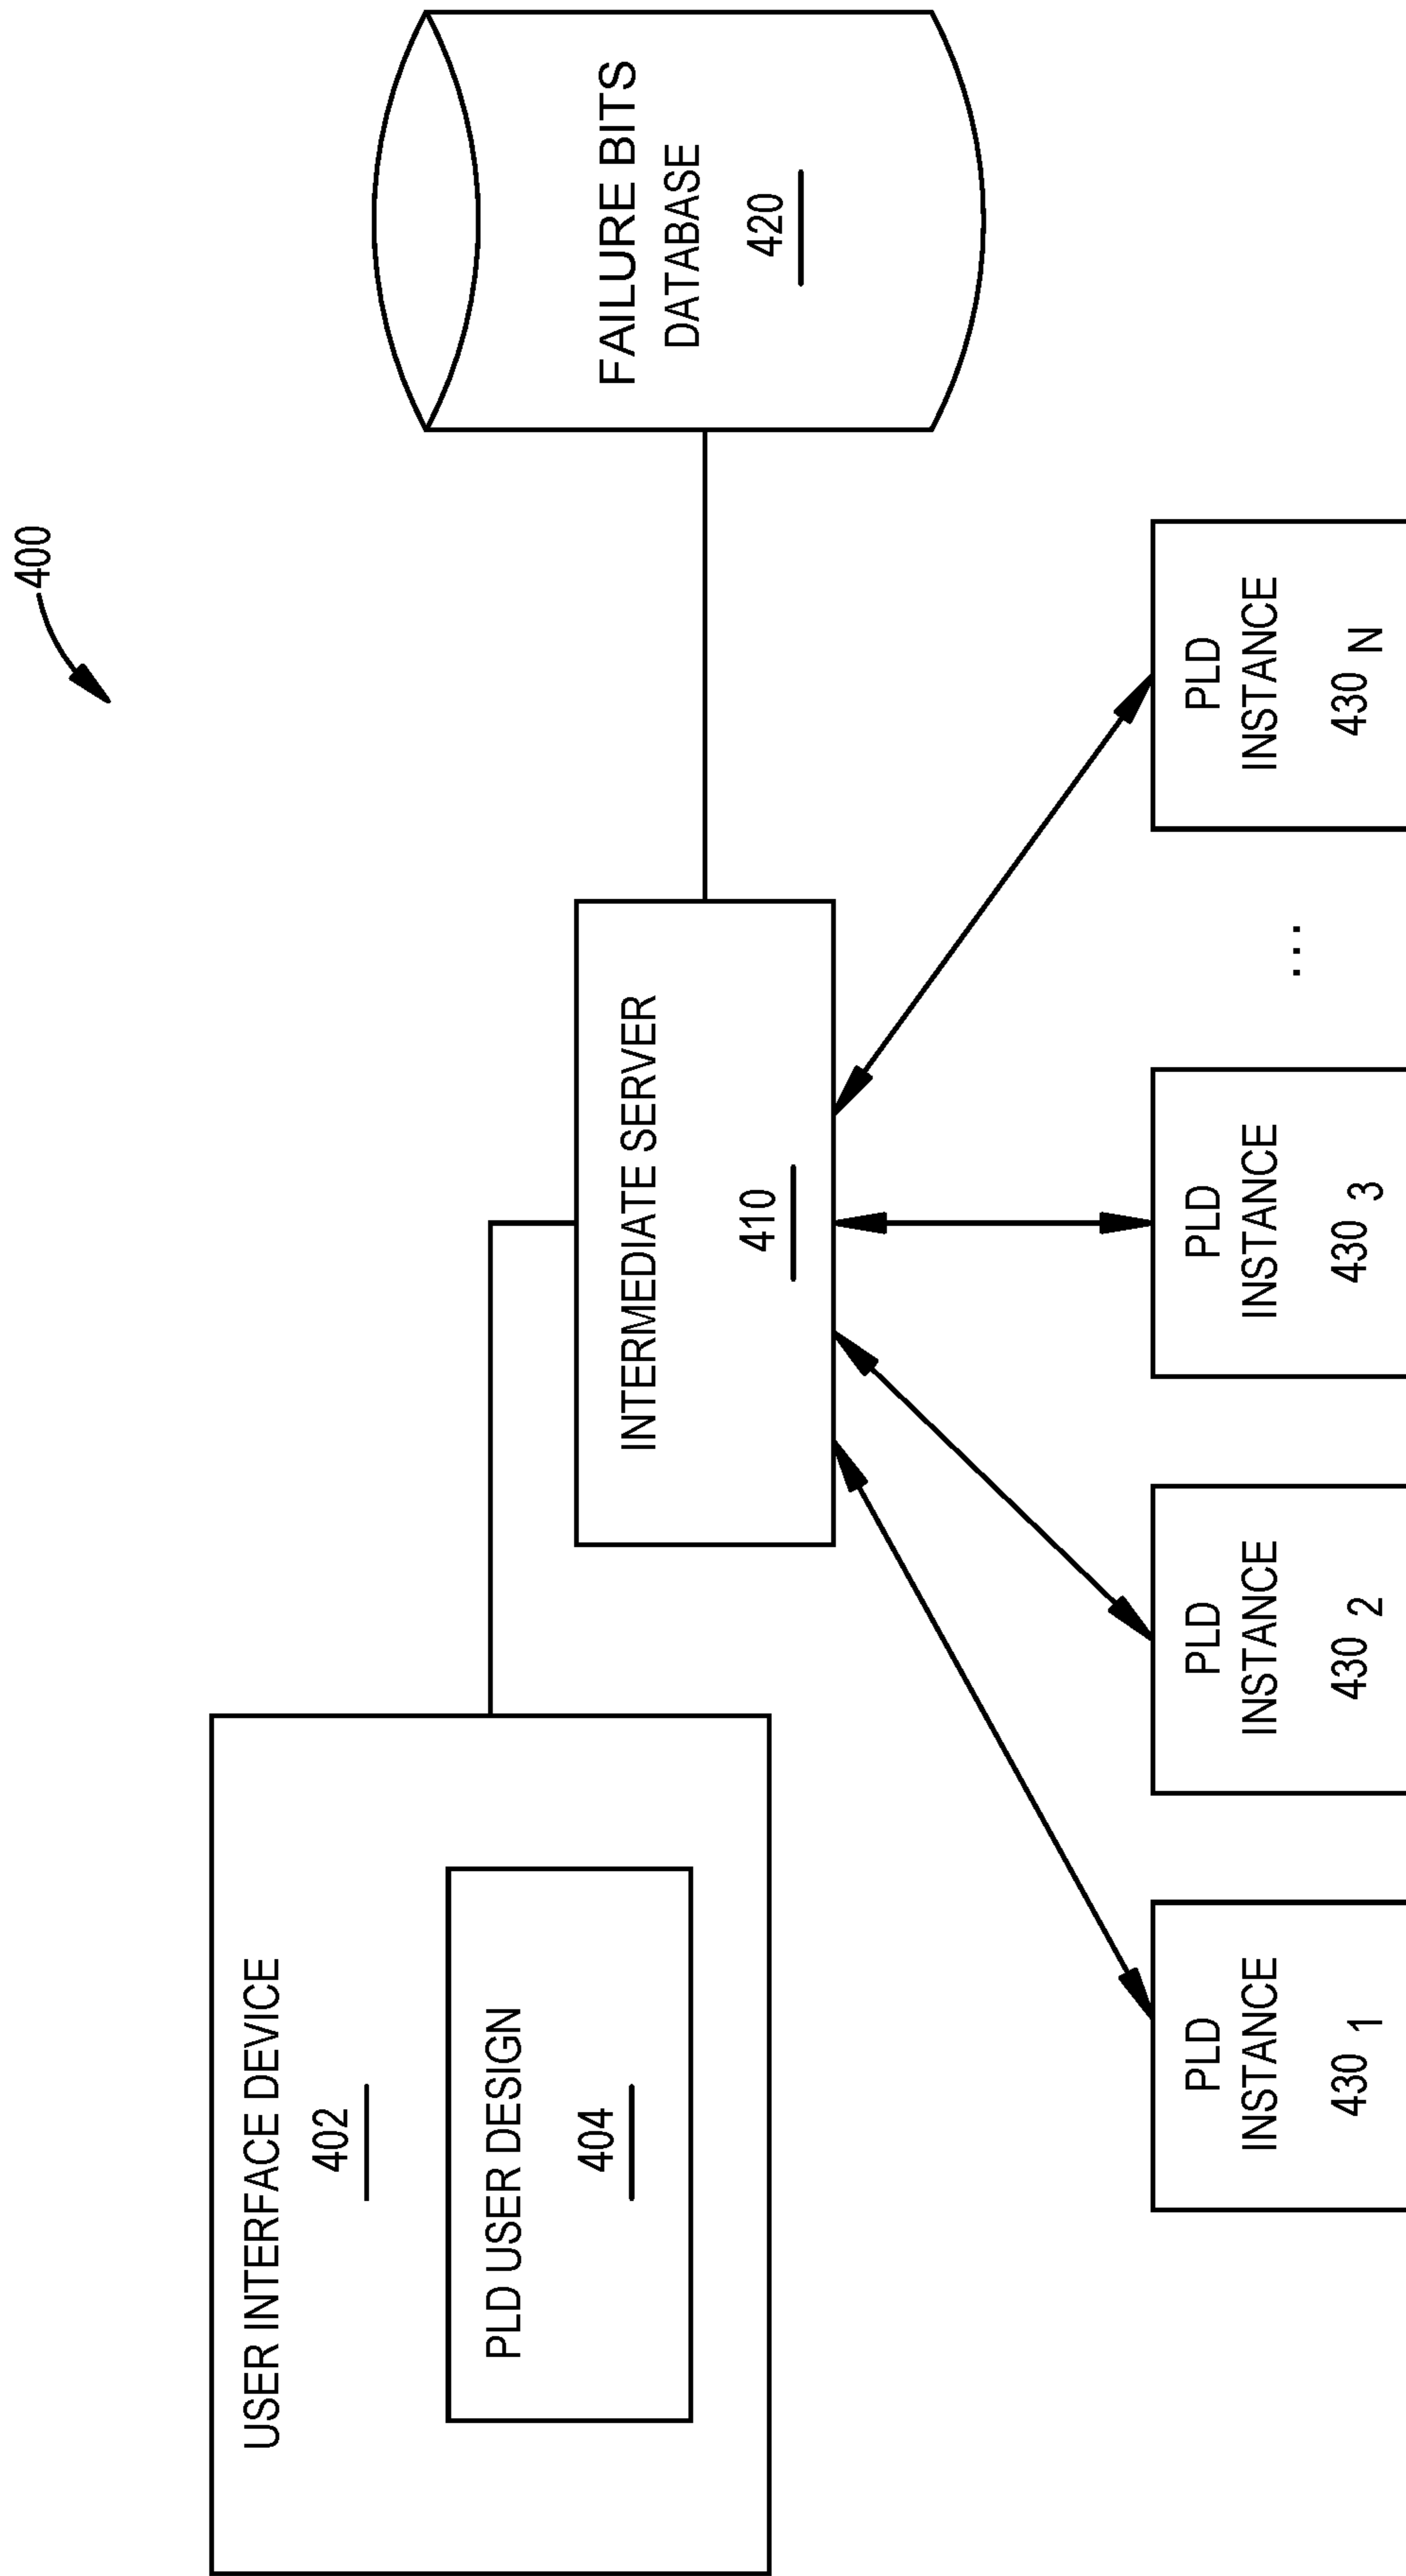 400
USER INTERFACE DEVICE
402
PLD USER DESIGN
404
INTERMEDIATE SERVER
410
FAILURE BITS
DATABASE
420
PLD
INSTANCE
430 1
PLD
INSTANCE
430 2
PLD
INSTANCE
430 3
...
PLD
INSTANCE
430 N